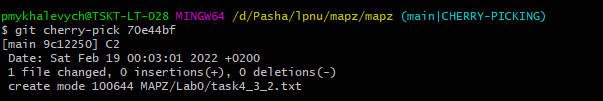 pmykhalevych@TSKT-LT-028 MINGW64 /d/Pasha/lpnu/mapz/mapz (main|CHERRY-PICKING)
$ git cherry-pick 70e44bf
[main 9c12250] C2
 Date: Sat Feb 19 00:03:01 2022 +0200
 1 file changed, 0 insertions(+), 0 deletions(-)
 create mode 100644 MAPZ/Lab0/task4_3_2.txt